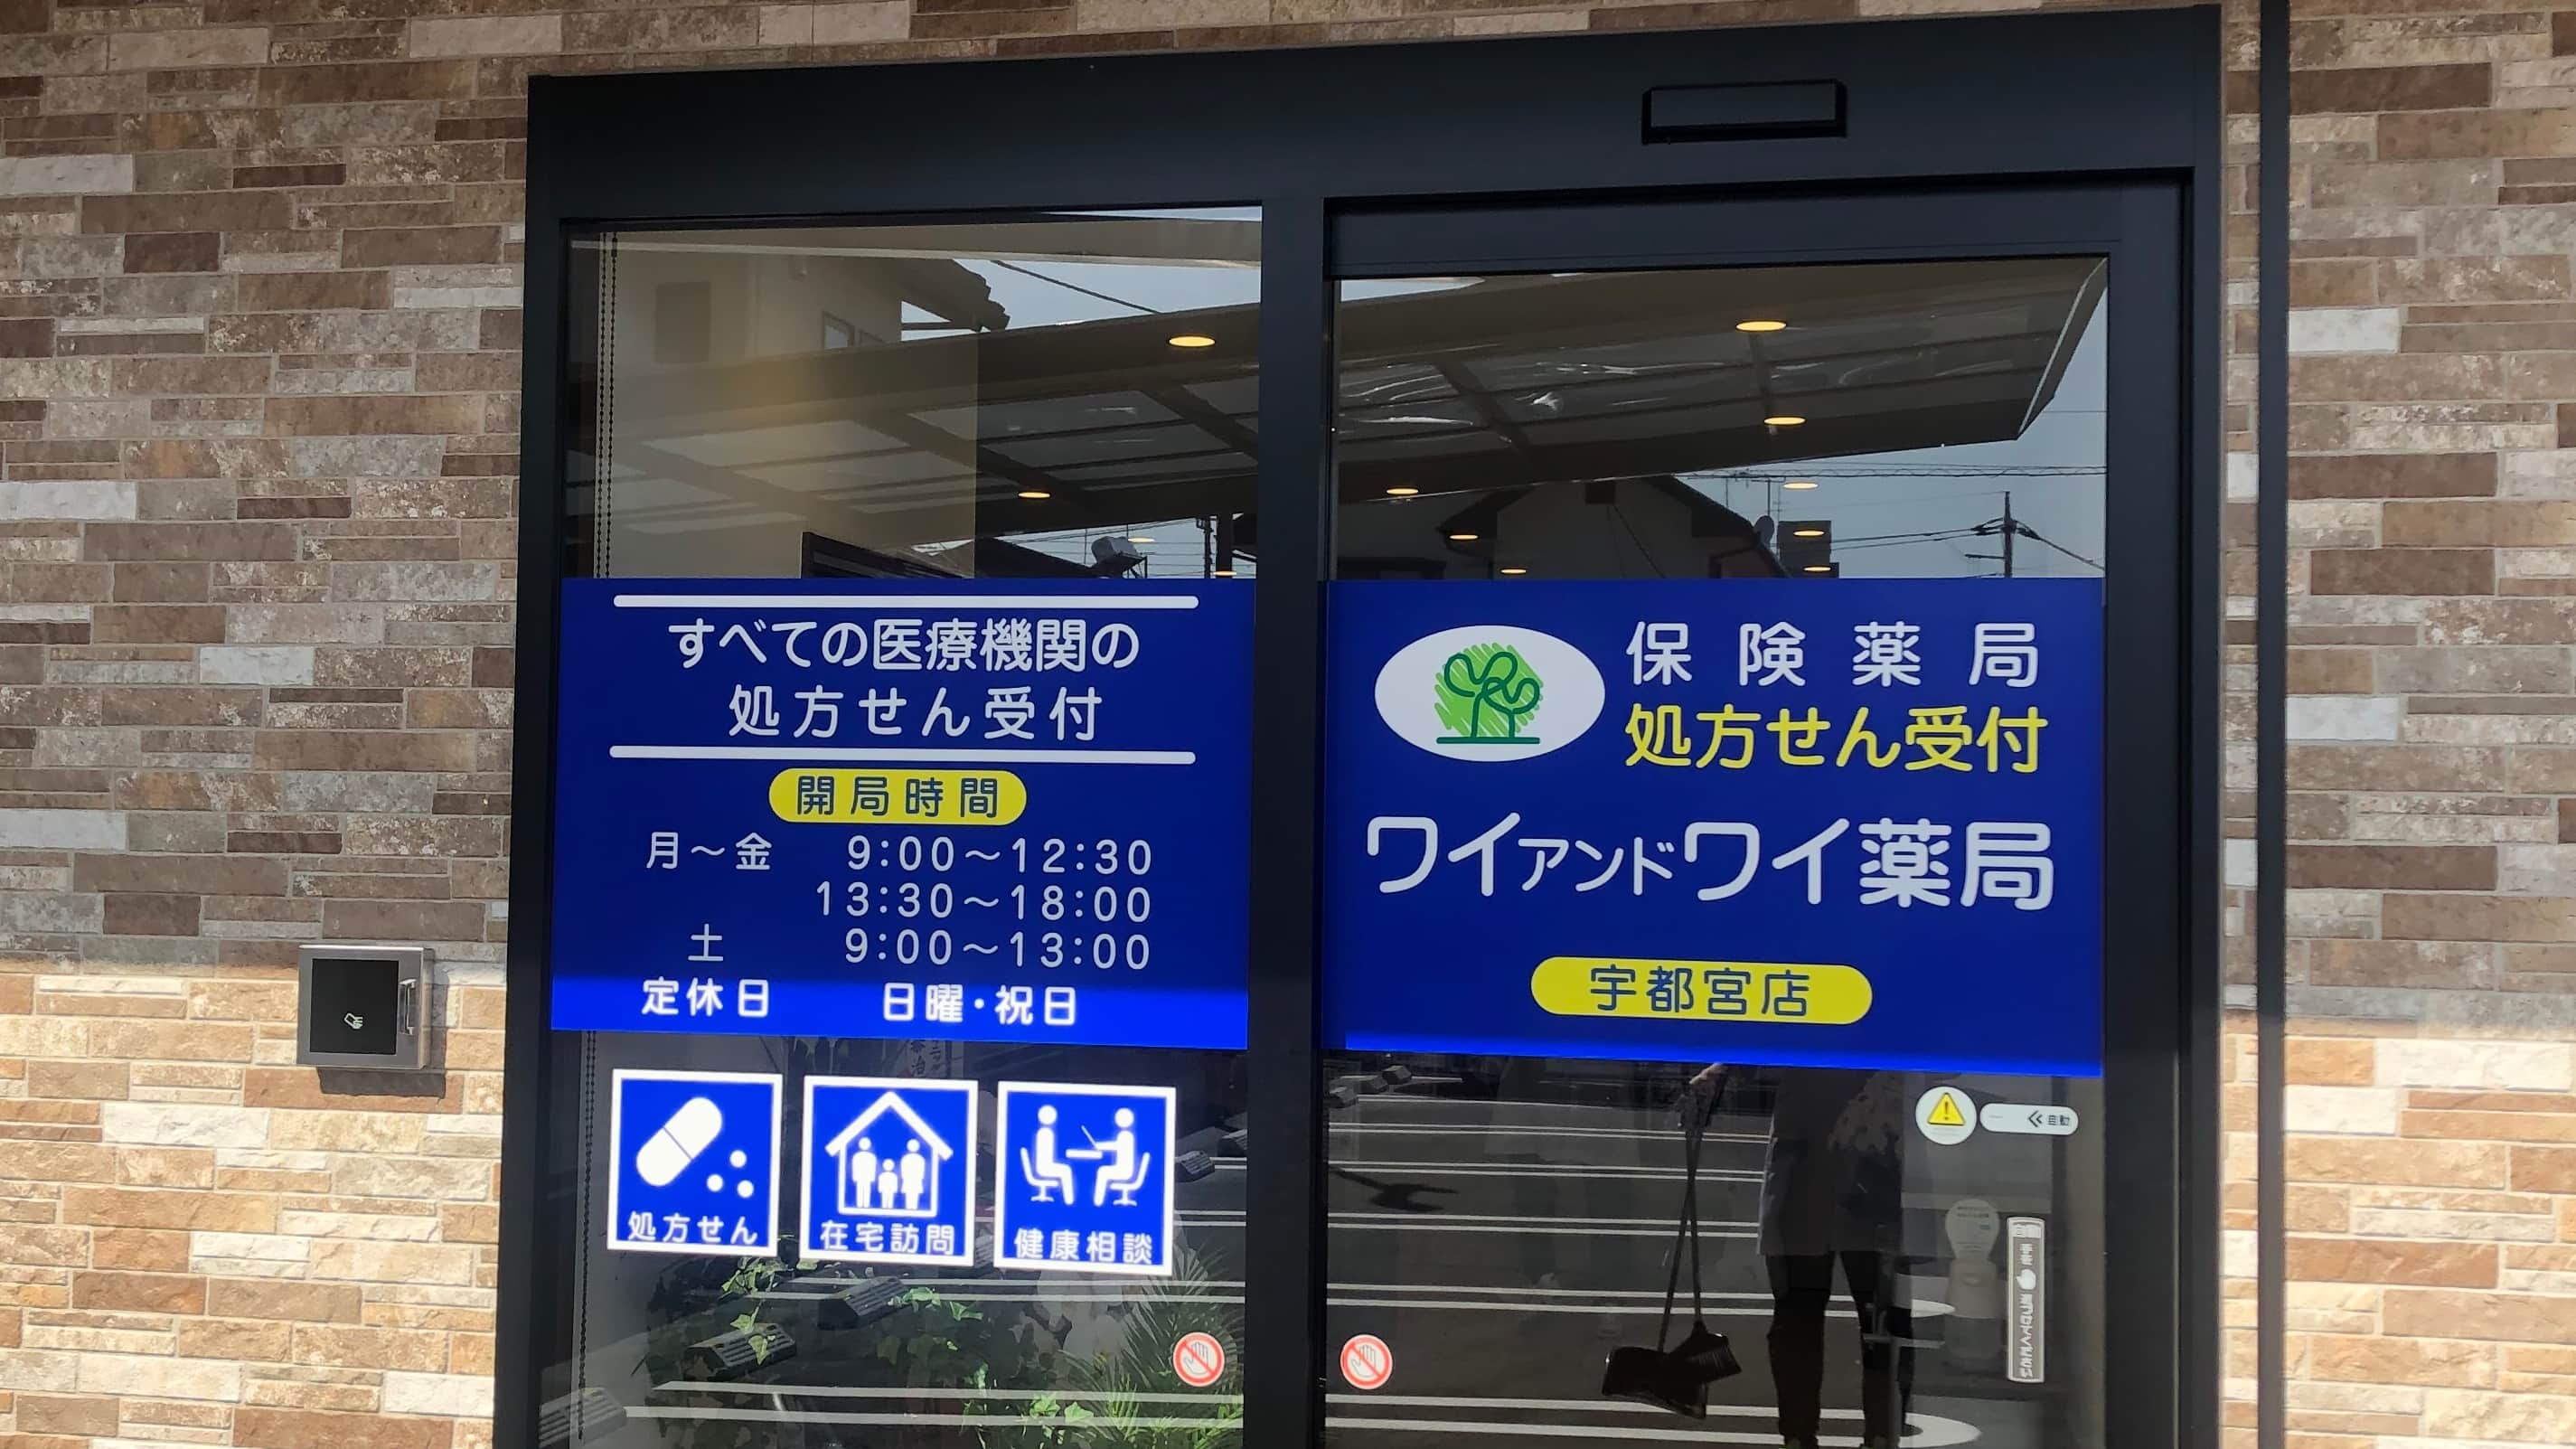 すべての医療機関の
処方せん受付
開局時間
月～金 9:00～12:30
13:30～18:00
土 9:00～13:00
定休日 日曜・祝日
処方せん
在宅訪問
健康相談
保険薬局
処方せん受付
ワイアンドワイ薬局
宇都宮店
自動